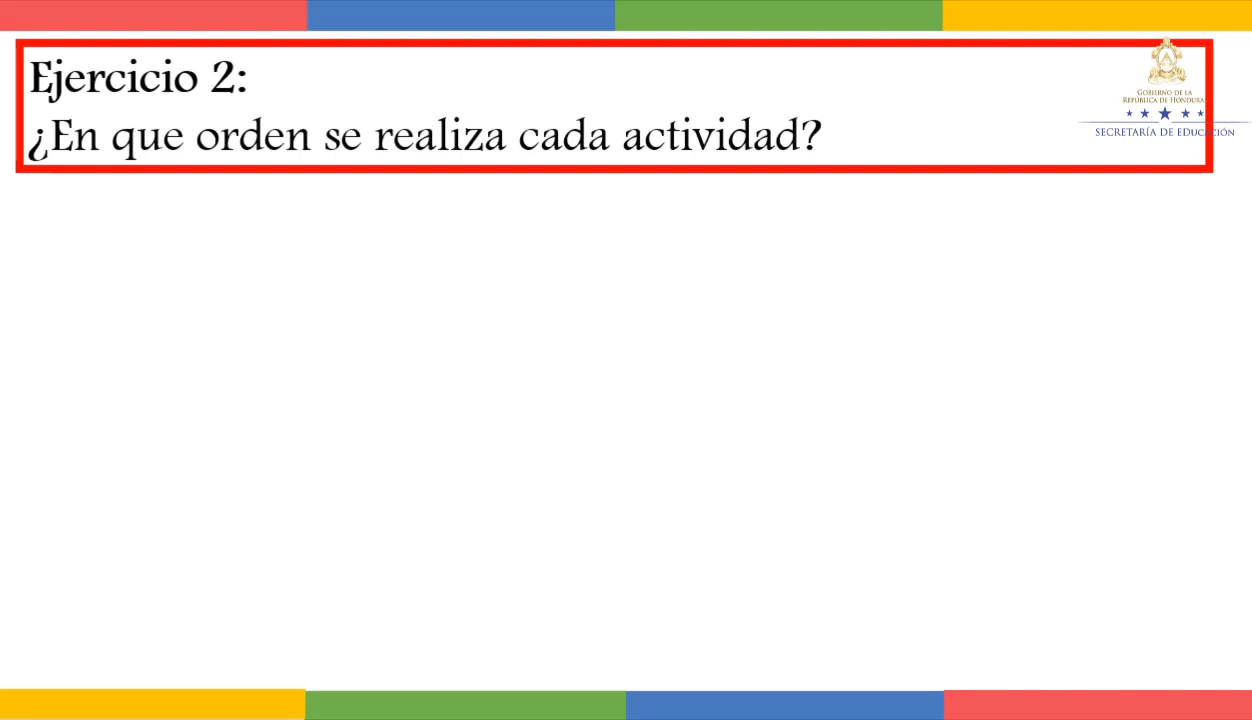 Ejercicio 2:
¿En que orden se realiza cada actividad?
GOBIERNO DE LA
REPÚBLICA DE HONDURAS
SECRETARÍA DE EDUCACIÓN